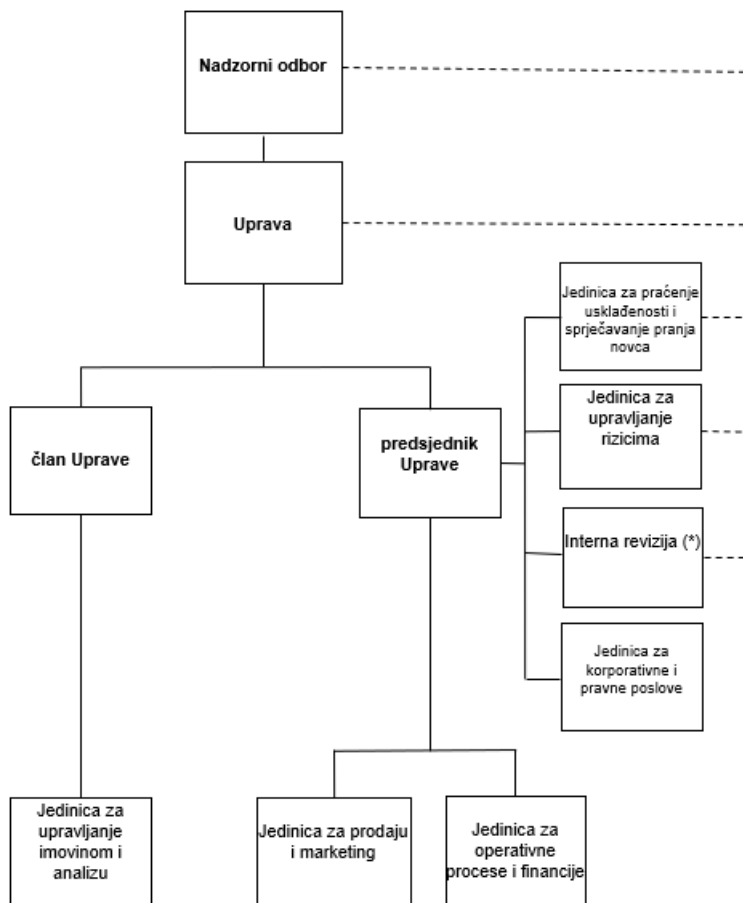 Nadzorni odbor
Uprava
Jedinica za praćenje
usklađenosti i
sprječavanje pranja
novca
Jedinica za
upravljanje
rizicima
član Uprave
predsjednik
Uprave
Interna revizija (*)
Jedinica za
korporativne i
pravne poslove
Jedinica za
upravljanje
imovinom i
analizu
Jedinica za prodaju
i marketing
Jedinica za
operativne
procese i financije